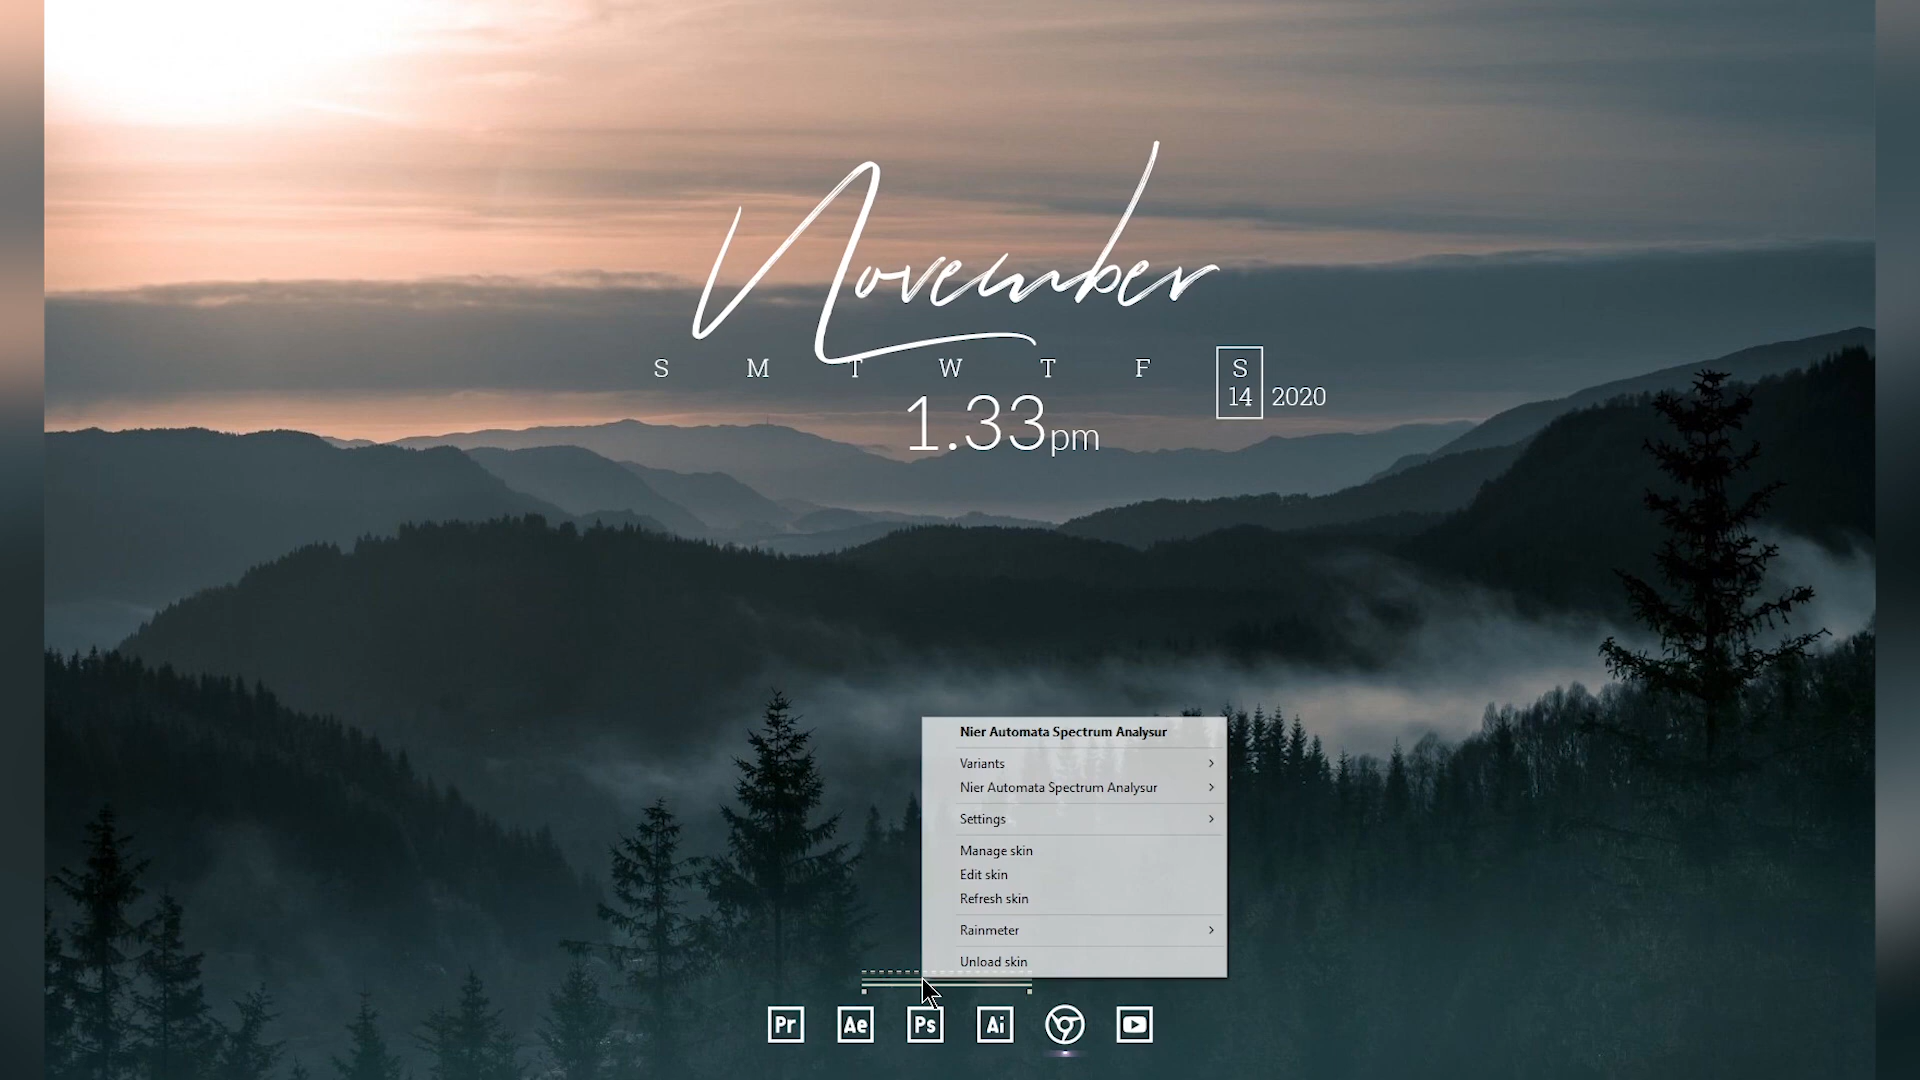 November
S M T W T F S
14 2020
1.33pm
Nier Automata Spectrum Analysur
Variants
Nier Automata Spectrum Analysur
Settings
Manage skin
Edit skin
Refresh skin
Rainmeter
Unload skin
Pr Ae Ps Ai